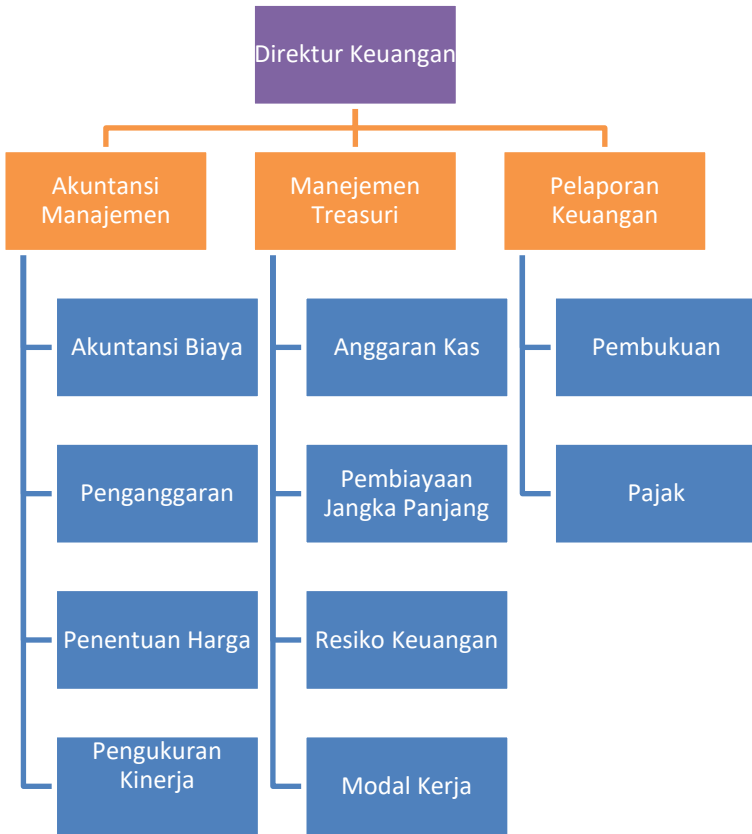 Direktur Keuangan
Akuntansi
Manajemen
Manejemen
Treasuri
Pelaporan
Keuangan
Akuntansi Biaya
Penganggaran
Penentuan Harga
Pengukuran
Kinerja
Anggaran Kas
Pembiayaan
Jangka Panjang
Resiko Keuangan
Modal Kerja
Pembukuan
Pajak